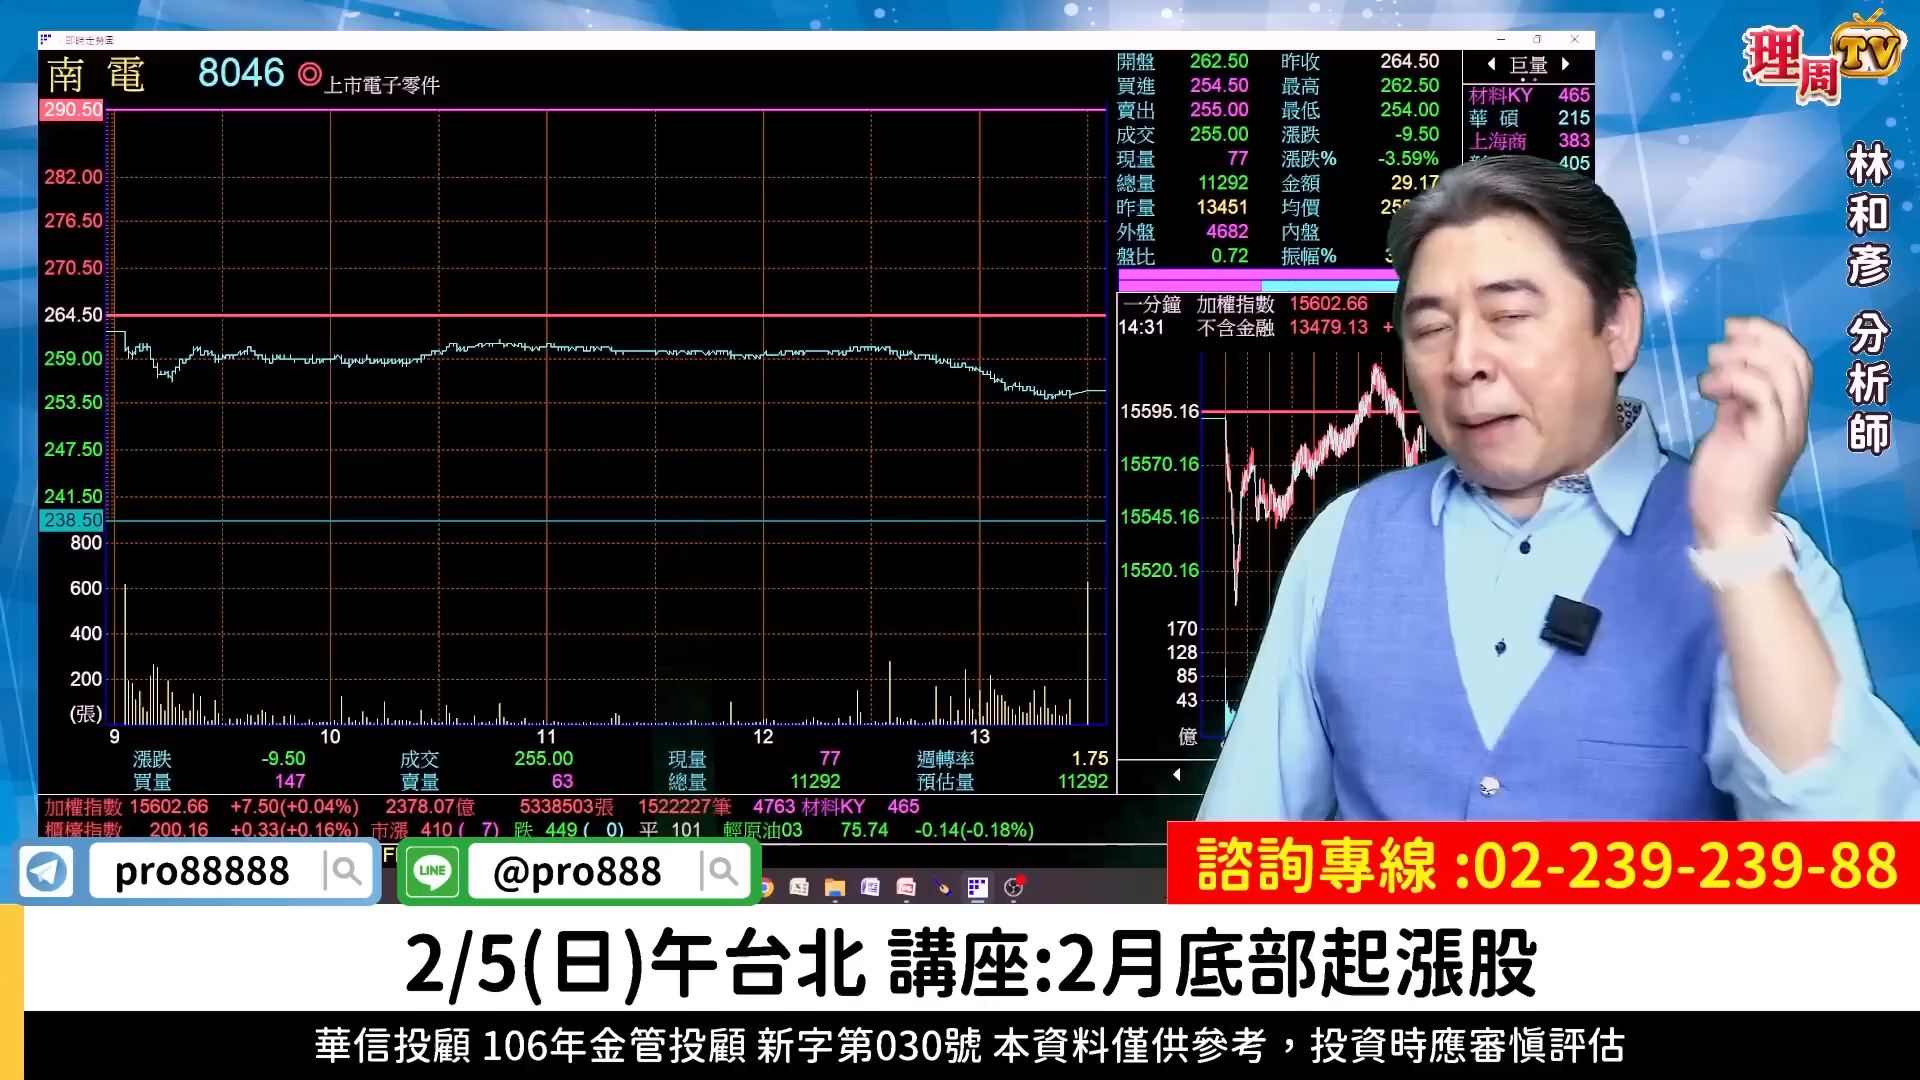 即時走勢圖
南電 8046 ◎上市電子零件
290.50
282.00
276.50
270.50
264.50
259.00
253.50
247.50
241.50
238.50
800
600
400
200
(張)
9 10 11 12 13
漲跌 -9.50 成交 255.00 現量 77 週轉率 1.75
買量 147 賣量 63 總量 11292 預估量 11292
開盤 262.50 昨收 264.50
買進 254.50 最高 262.50
賣出 255.00 最低 254.00
成交 255.00 漲跌 -9.50
現量 77 漲跌% -3.59%
總量 11292 金額 29.17
昨量 13451 均價
外盤 4682 內盤
盤比 0.72 振幅%
巨量
材料KY 465
華碩 215
上海商 383
405
一分鐘 加權指數 15602.66
14:31 不含金融 13479.13 +
15595.16
15570.16
15545.16
15520.16
170
128
85
43
億
加權指數 15602.66 +7.50(+0.04%) 2378.07億 5338503張 1522227筆 4763 材料KY 465
櫃檯指數 200.16 +0.33(+0.16%) 市漲 410( 7) 跌 449( 0) 平 101 輕原油03 75.74 -0.14(-0.18%)
理周TV
林和彥 分析師
pro88888
LINE @pro888
諮詢專線 :02-239-239-88
2/5(日)午台北 講座:2月底部起漲股
華信投顧 106年金管投顧 新字第030號 本資料僅供參考，投資時應審慎評估